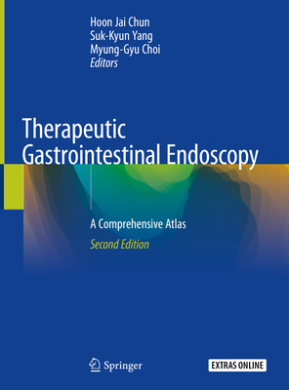 Hoon Jai Chun
Suk-Kyun Yang
Myung-Gyu Choi
Editors
Therapeutic
Gastrointestinal Endoscopy
A Comprehensive Atlas
Second Edition
Springer
EXTRAS ONLINE